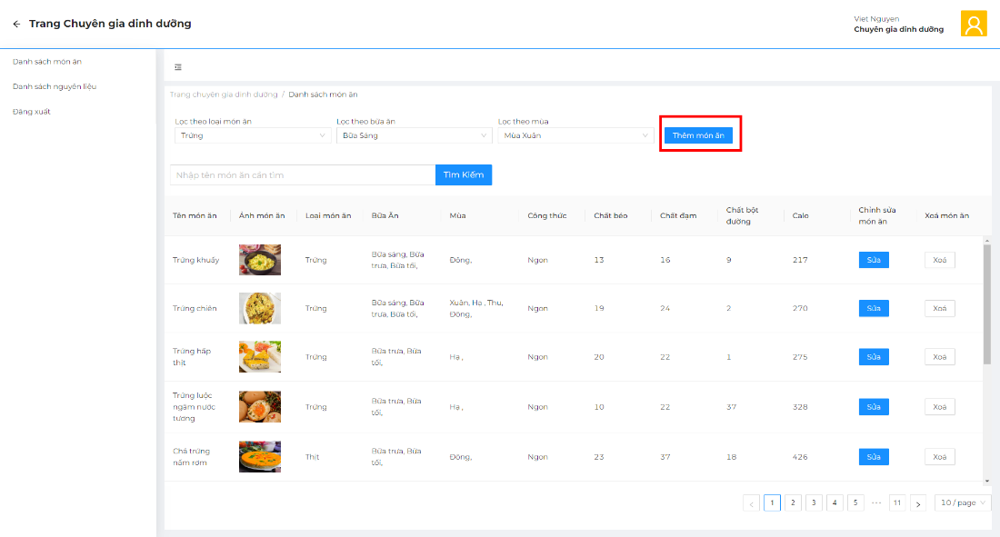 Trang Chuyên gia dinh dưỡng
Viet Nguyen
Chuyên gia dinh dưỡng
Danh sách món ăn
Danh sách nguyên liệu
Đăng xuất
Trang chuyên gia dinh dưỡng / Danh sách món ăn
Lọc theo loại món ăn
Lọc theo bữa ăn
Lọc theo mùa
Trứng
Bữa Sáng
Mùa Xuân
Thêm món ăn
Nhập tên món ăn cần tìm
Tìm Kiếm
Tên món ăn
Ảnh món ăn
Loại món ăn
Bữa Ăn
Mùa
Công thức
Chất béo
Chất đạm
Chất bột
đường
Calo
Chỉnh sửa
món ăn
Xoá món ăn
Trứng khuấy
Trứng
Bữa sáng, Bữa
trưa, Bữa tối,
Đông,
Ngon
13
16
9
217
Sửa
Xoá
Trứng chiên
Trứng
Bữa sáng, Bữa
trưa, Bữa tối,
Xuân, Hạ , Thu,
Đông,
Ngon
19
24
2
270
Sửa
Xoá
Trứng hấp
thịt
Trứng
Bữa trưa, Bữa
tối,
Hạ ,
Ngon
20
22
1
275
Sửa
Xoá
Trứng luộc
ngâm nước
tương
Trứng
Bữa trưa, Bữa
tối,
Hạ ,
Ngon
10
22
37
328
Sửa
Xoá
Chả trứng
nấm rơm
Thịt
Bữa trưa, Bữa
tối,
Đông,
Ngon
23
37
18
426
Sửa
Xoá
1 2 3 4 5 ••• 11
10 / page